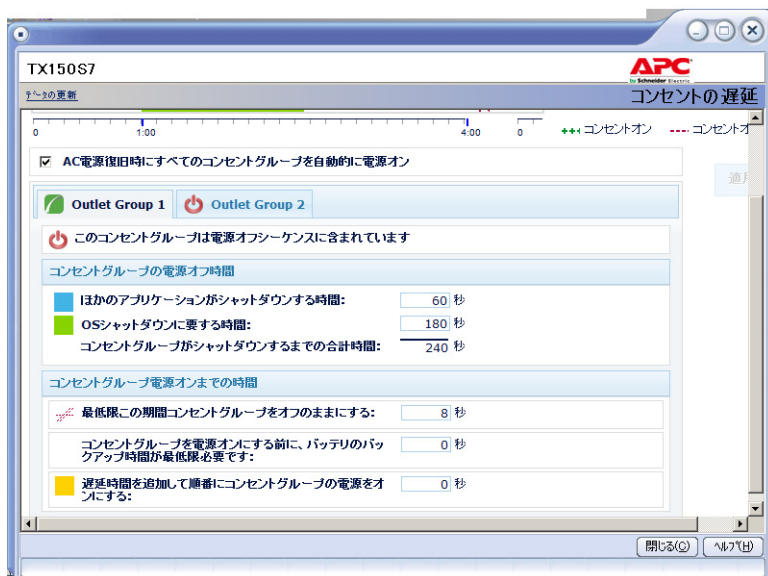 TX150S7
APC
by Schneider Electric
データの更新
コンセントの遅延
0 1:00 4:00 0
コンセントオン
コンセントオ
AC電源復旧時にすべてのコンセントグループを自動的に電源オン
適用
Outlet Group 1
Outlet Group 2
このコンセントグループは電源オフシーケンスに含まれています
コンセントグループの電源オフ時間
ほかのアプリケーションがシャットダウンする時間: 60 秒
OSシャットダウンに要する時間: 180 秒
コンセントグループがシャットダウンするまでの合計時間: 240 秒
コンセントグループ電源オンまでの時間
最低限この期間コンセントグループをオフのままにする: 8 秒
コンセントグループを電源オンにする前に、バッテリのバッ
クアップ時間が最低限必要です: 0 秒
遅延時間を追加して順番にコンセントグループの電源をオ
ンにする: 0 秒
閉じる(C)
ヘルプ(H)